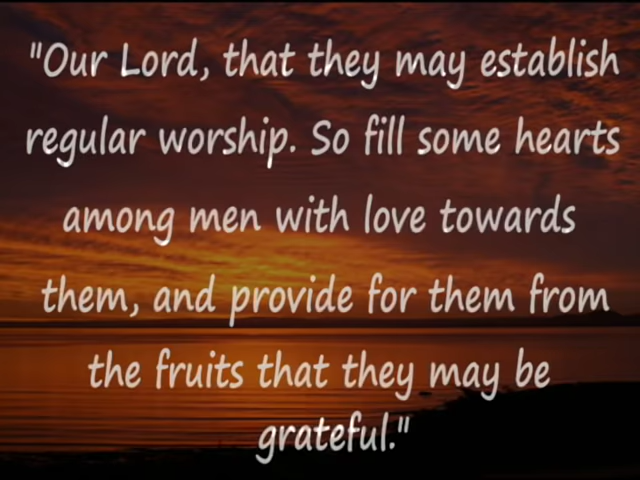 "Our Lord, that they may establish
regular worship. So fill some hearts
among men with love towards
them, and provide for them from
the fruits that they may be
grateful."